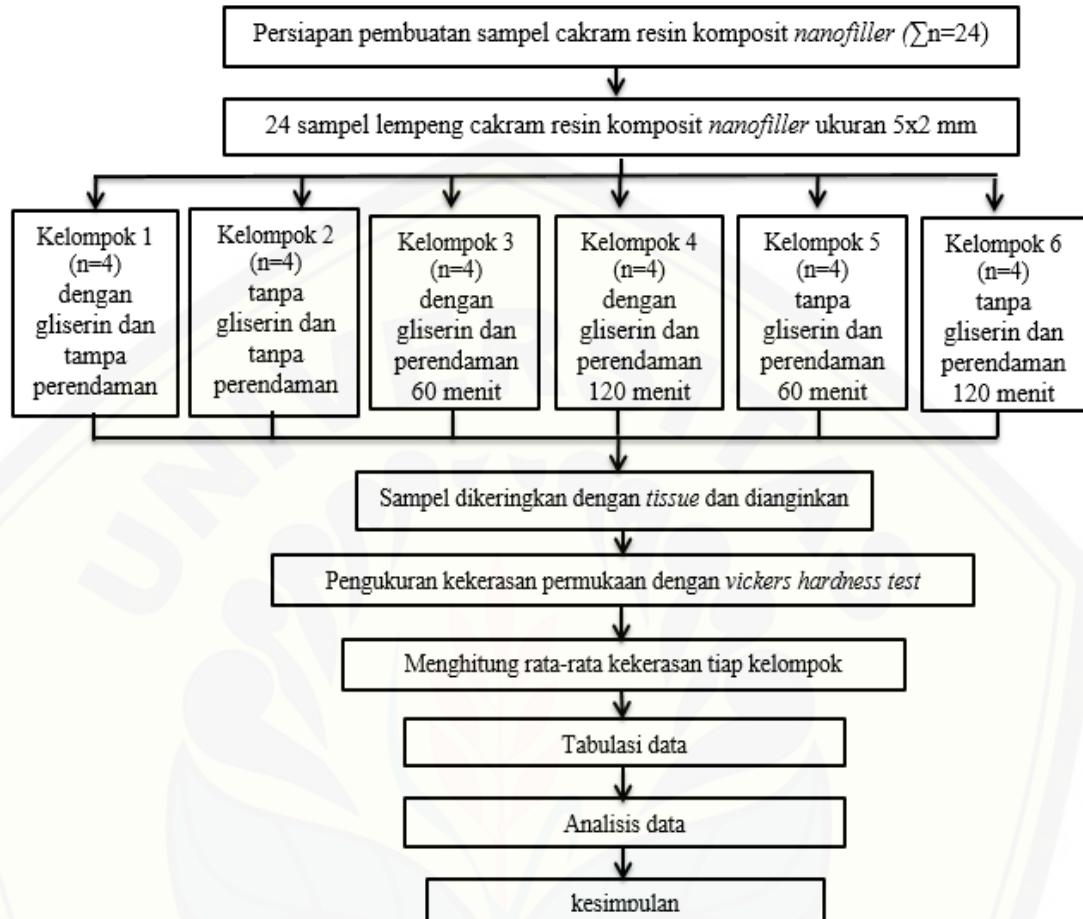 Persiapan pembuatan sampel cakram resin komposit nanofiller (∑n=24)
24 sampel lempeng cakram resin komposit nanofiller ukuran 5x2 mm
Kelompok 1
(n=4)
dengan
gliserin dan
tampa
perendaman
Kelompok 2
(n=4)
tanpa
gliserin dan
tanpa
perendaman
Kelompok 3
(n=4)
dengan
gliserin dan
perendaman
60 menit
Kelompok 4
(n=4)
dengan
gliserin dan
perendaman
120 menit
Kelompok 5
(n=4)
tanpa
gliserin dan
perendaman
60 menit
Kelompok 6
(n=4)
tanpa
gliserin dan
perendaman
120 menit
Sampel dikeringkan dengan tissue dan dianginkan
Pengukuran kekerasan permukaan dengan vickers hardness test
Menghitung rata-rata kekerasan tiap kelompok
Tabulasi data
Analisis data
kesimpulan
UNIVERSITAS